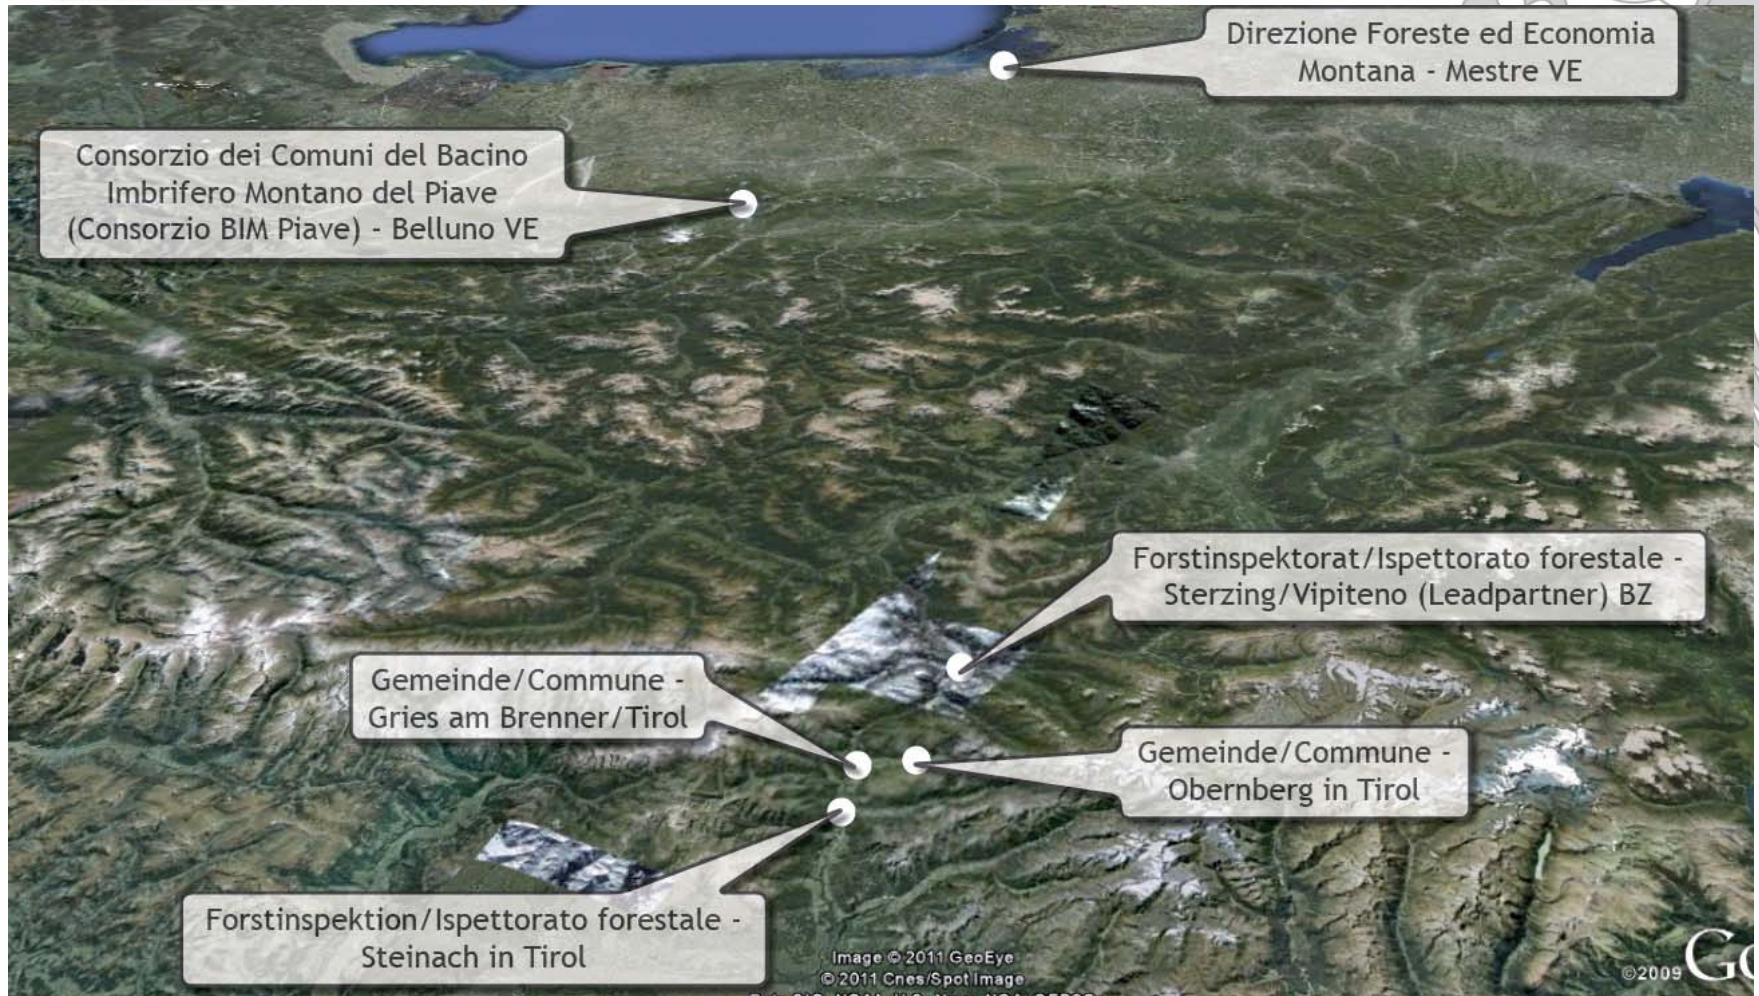 Direzione Foreste ed Economia
Montana - Mestre VE
Consorzio dei Comuni del Bacino
Imbrifero Montano del Piave
(Consorzio BIM Piave) - Belluno VE
Forstinspektorat/Ispettorato forestale -
Sterzing/Vipiteno (Leadpartner) BZ
Gemeinde/Commune -
Gries am Brenner/Tirol
Gemeinde/Commune -
Obernberg in Tirol
Forstinspektion/Ispettorato forestale -
Steinach in Tirol
Image © 2011 GeoEye
© 2011 Cnes/Spot Image
©2009 Go